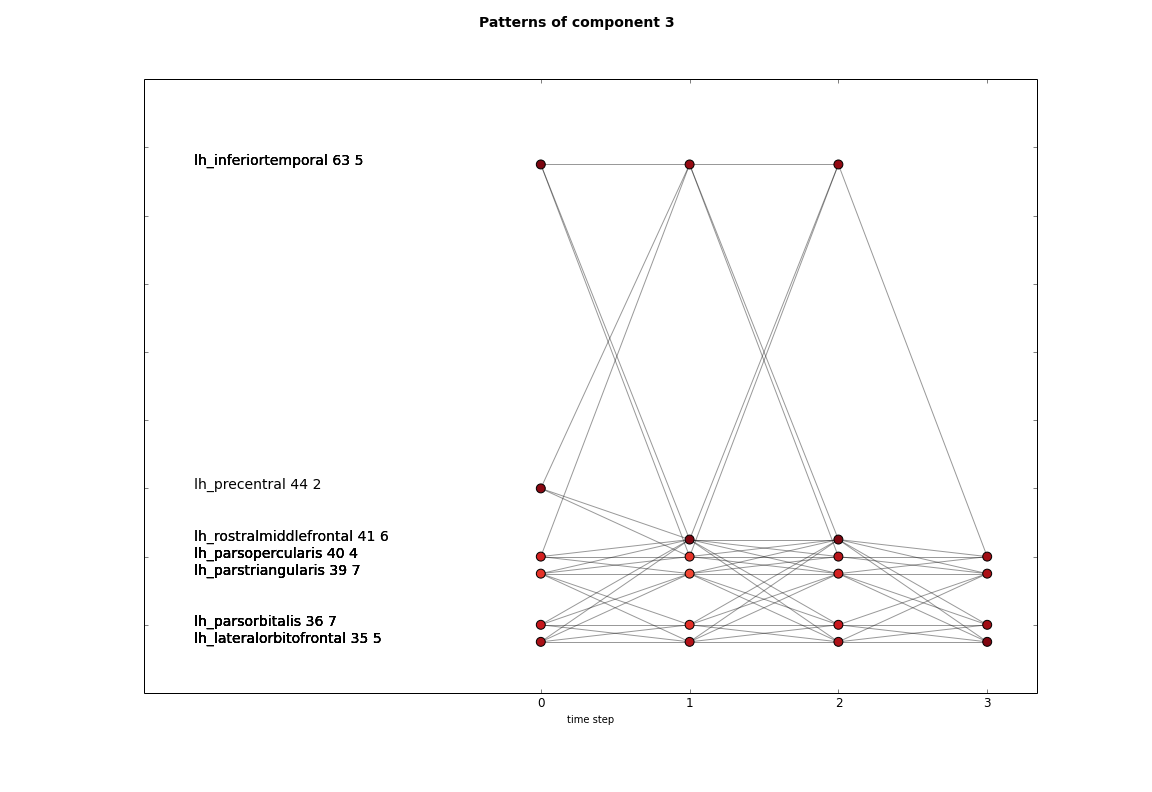 Patterns of component 3
lh_inferiortemporal 63 5
lh_precentral 44 2
lh_rostralmiddlefrontal 41 6
lh_parsopercularis 40 4
lh_parstriangularis 39 7
lh_parsorbitalis 36 7
lh_lateralorbitofrontal 35 5
0 1 2 3
time step